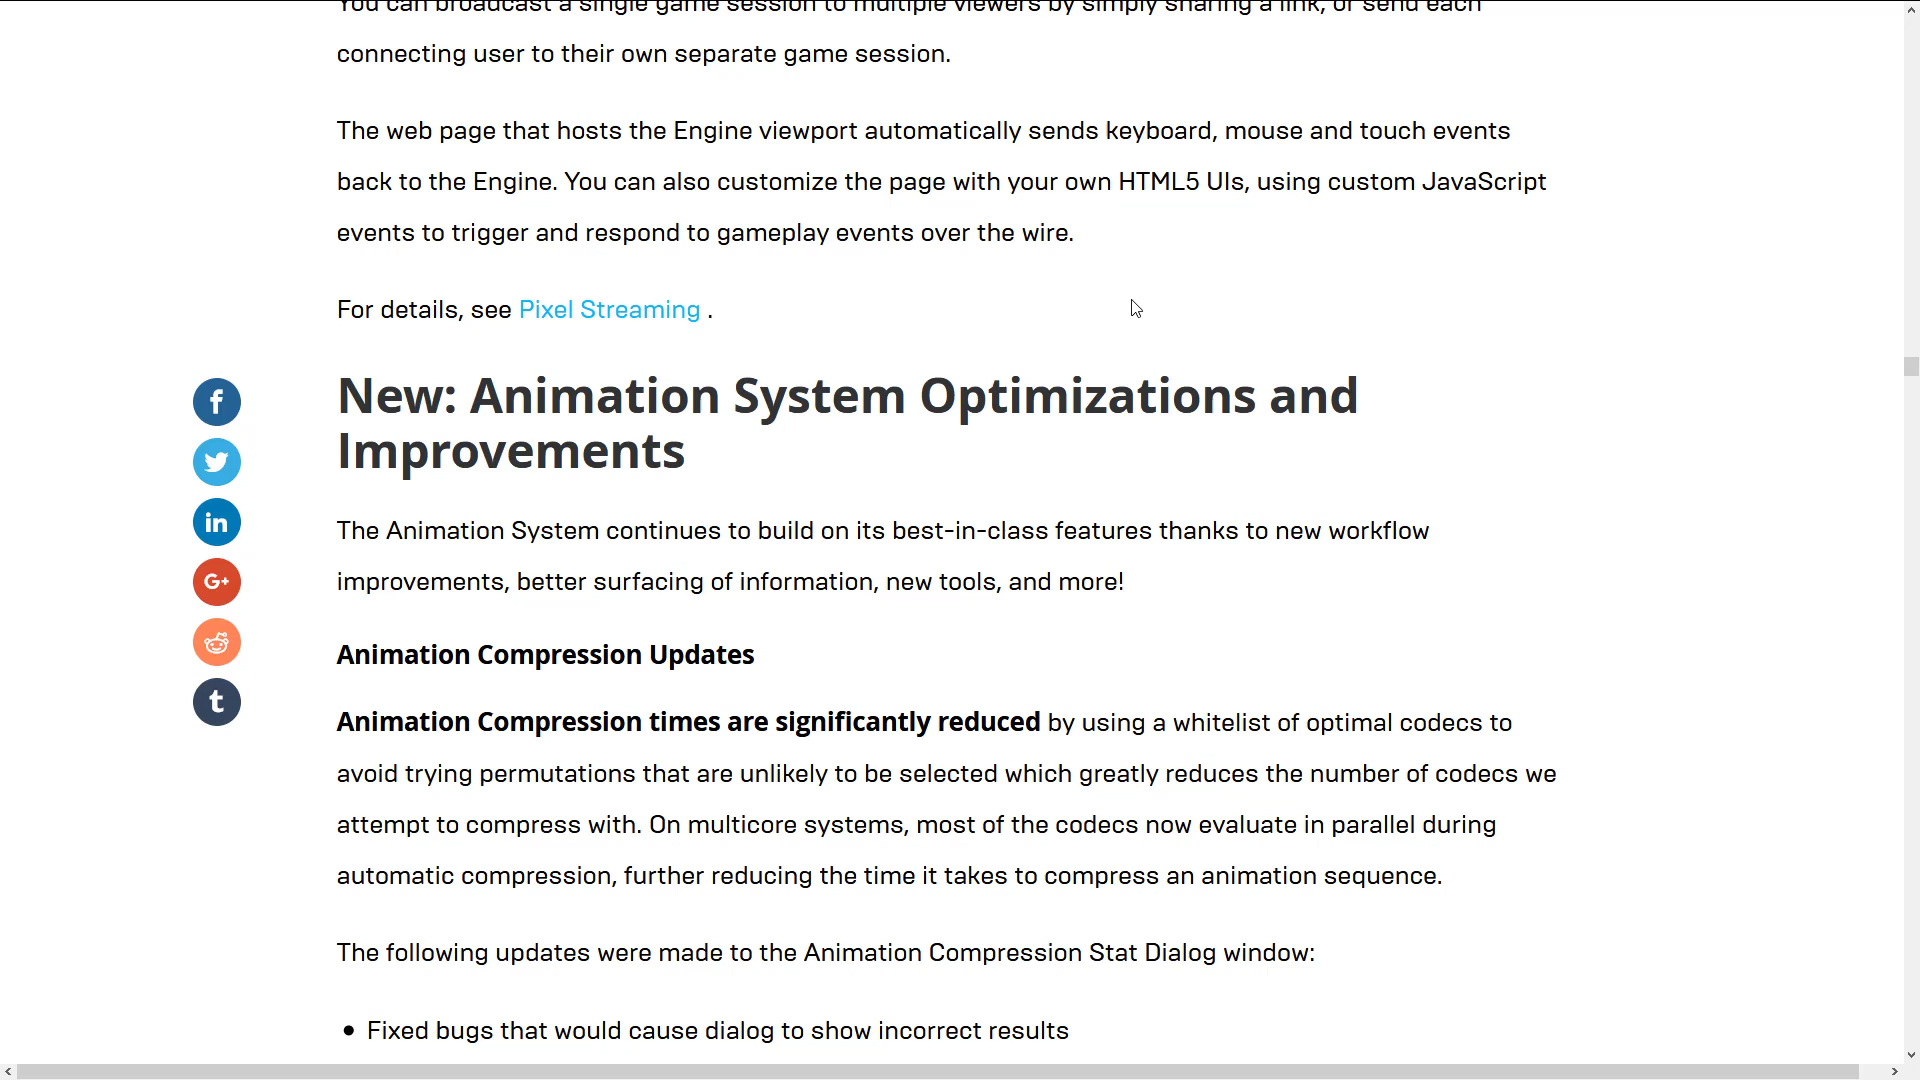 You can broadcast a single game session to multiple viewers by simply sharing a link, or send each
connecting user to their own separate game session.
The web page that hosts the Engine viewport automatically sends keyboard, mouse and touch events
back to the Engine. You can also customize the page with your own HTML5 UIs, using custom JavaScript
events to trigger and respond to gameplay events over the wire.
For details, see Pixel Streaming .
New: Animation System Optimizations and
Improvements
The Animation System continues to build on its best-in-class features thanks to new workflow
improvements, better surfacing of information, new tools, and more!
Animation Compression Updates
Animation Compression times are significantly reduced by using a whitelist of optimal codecs to
avoid trying permutations that are unlikely to be selected which greatly reduces the number of codecs we
attempt to compress with. On multicore systems, most of the codecs now evaluate in parallel during
automatic compression, further reducing the time it takes to compress an animation sequence.
The following updates were made to the Animation Compression Stat Dialog window:
• Fixed bugs that would cause dialog to show incorrect results
f
in
G+
t